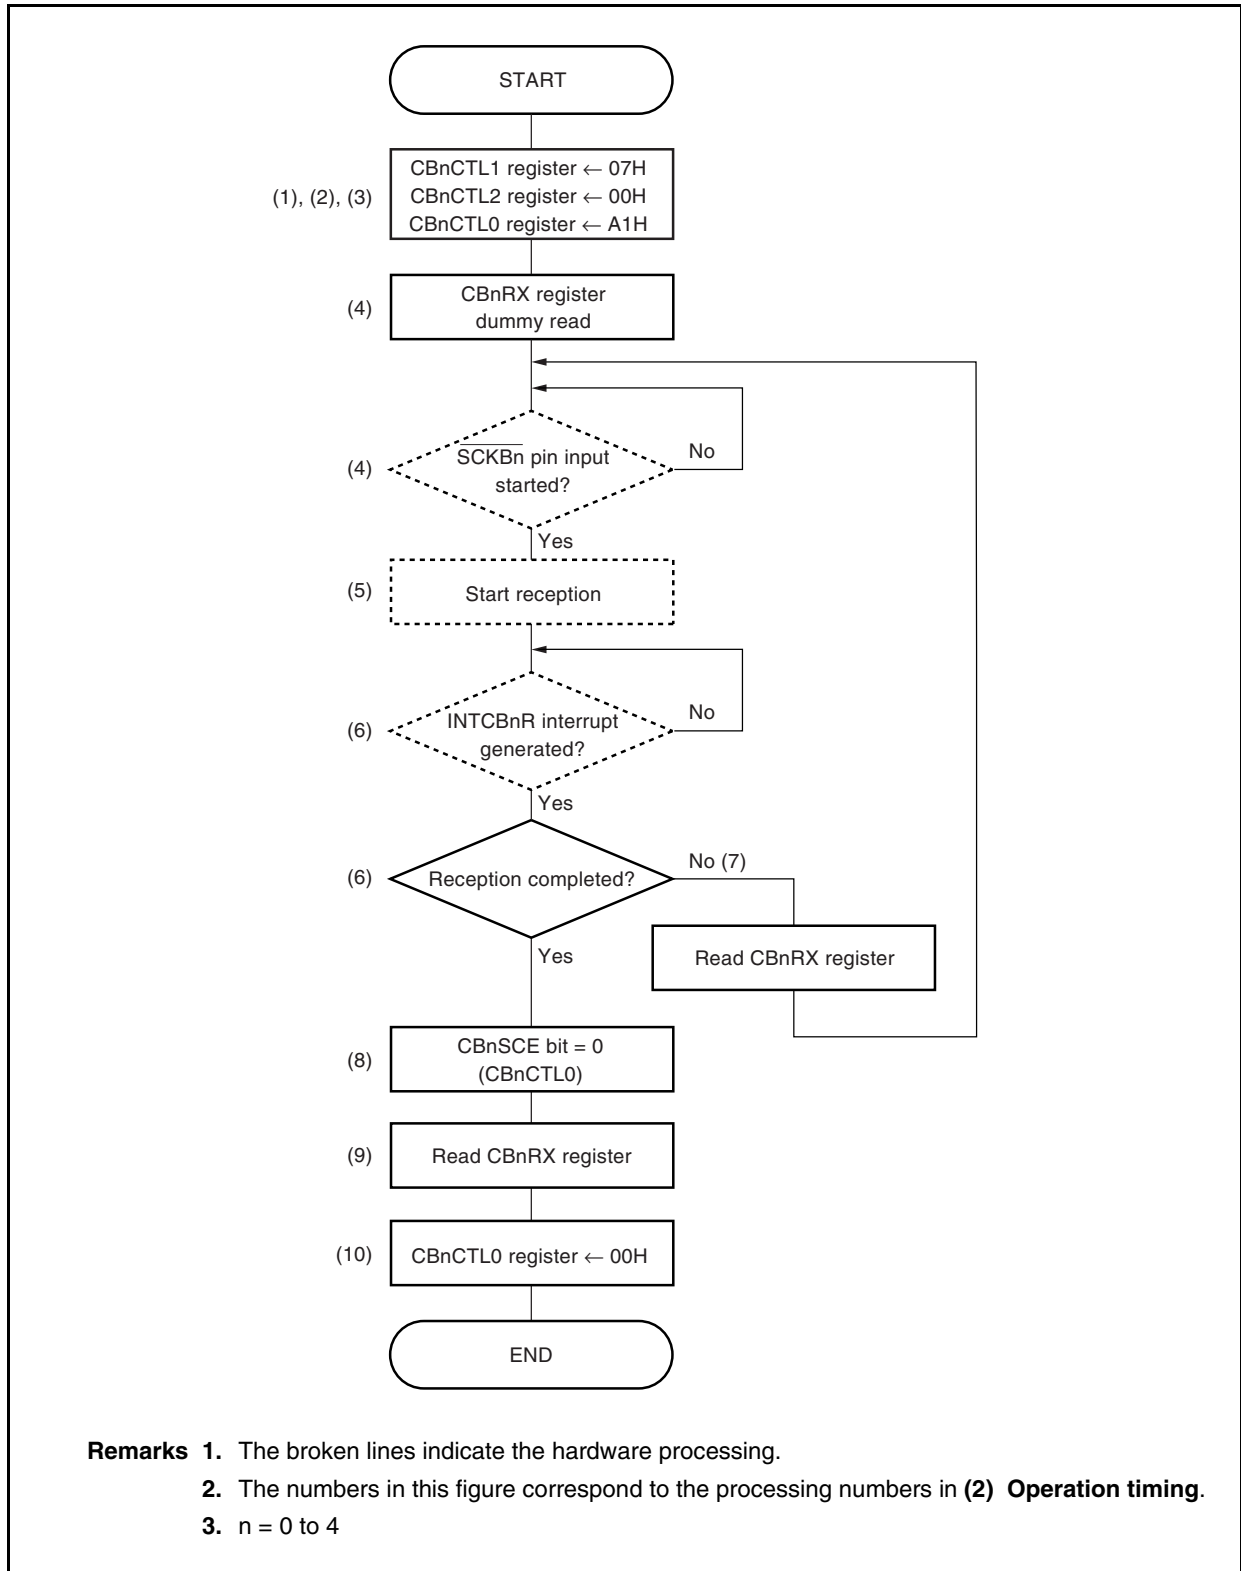 START
(1), (2), (3)
CBnCTL1 register ← 07H
CBnCTL2 register ← 00H
CBnCTL0 register ← A1H
(4)
CBnRX register
dummy read
(4)
S̅C̅K̅B̅n̅ pin input
started?
No
Yes
(5)
Start reception
(6)
INTCBnR interrupt
generated?
No
Yes
(6)
Reception completed?
No (7)
Yes
Read CBnRX register
(8)
CBnSCE bit = 0
(CBnCTL0)
(9)
Read CBnRX register
(10)
CBnCTL0 register ← 00H
END
Remarks 1. The broken lines indicate the hardware processing.
2. The numbers in this figure correspond to the processing numbers in (2) Operation timing.
3. n = 0 to 4